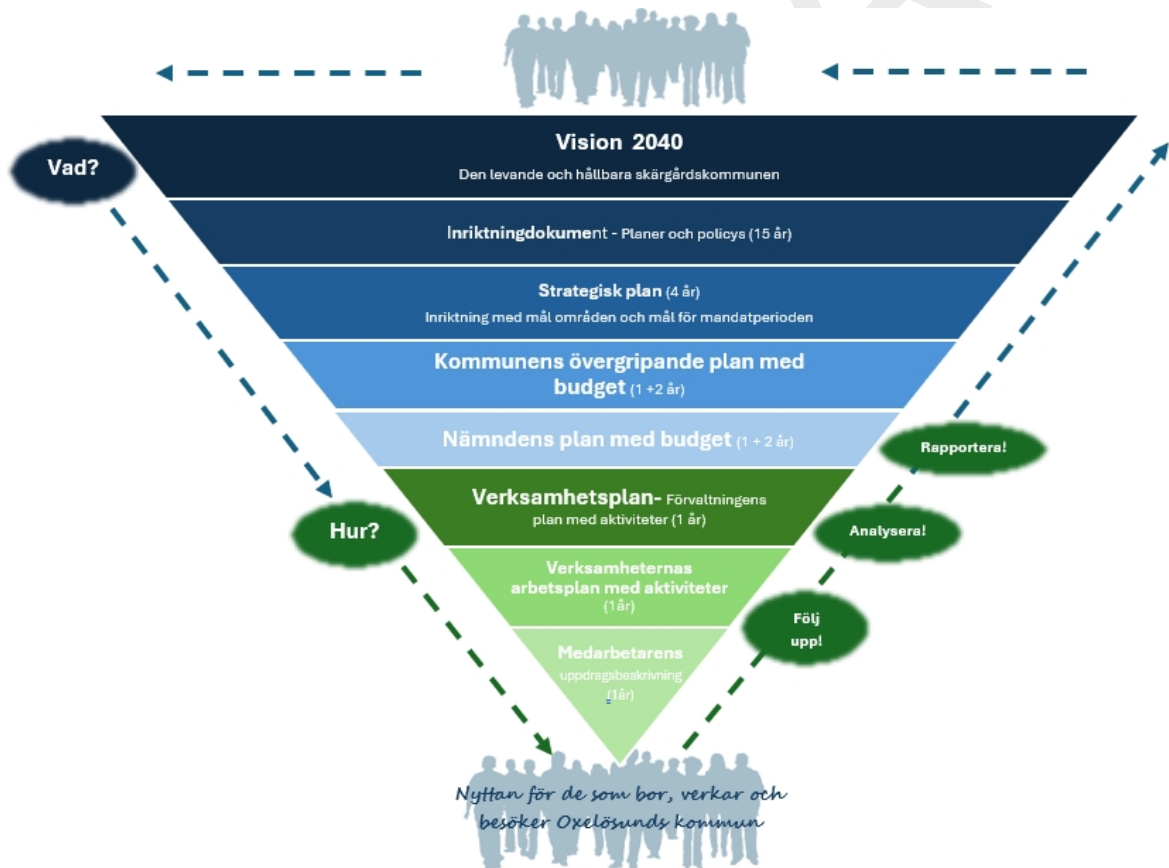 Vision 2040
Vad?
Den levande och hållbara skärgårdskommunen
Inriktningdokument - Planer och policys (15 år)
Strategisk plan (4 år)
Inriktning med mål områden och mål för mandatperioden
Kommunens övergripande plan med
budget (1 +2 år)
Nämndens plan med budget (1 + 2 år)
Rapportera!
Verksamhetsplan- Förvaltningens
plan med aktiviteter (1 år)
Hur?
Analysera!
Verksamheternas
arbetsplan med aktiviteter
(1år)
Följ
upp!
Medarbetarens
uppdragsbeskrivning
(1år)
Nyttan för de som bor, verkar och
besöker Oxelösunds kommun